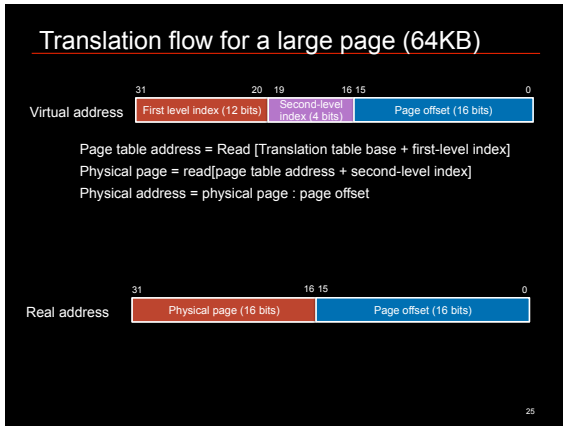 Translation flow for a large page (64KB)
31 20 19 16 15 0
Virtual address
First level index (12 bits)
Second-level
index (4 bits)
Page offset (16 bits)
Page table address = Read [Translation table base + first-level index]
Physical page = read[page table address + second-level index]
Physical address = physical page : page offset
31 16 15 0
Real address
Physical page (16 bits)
Page offset (16 bits)
25